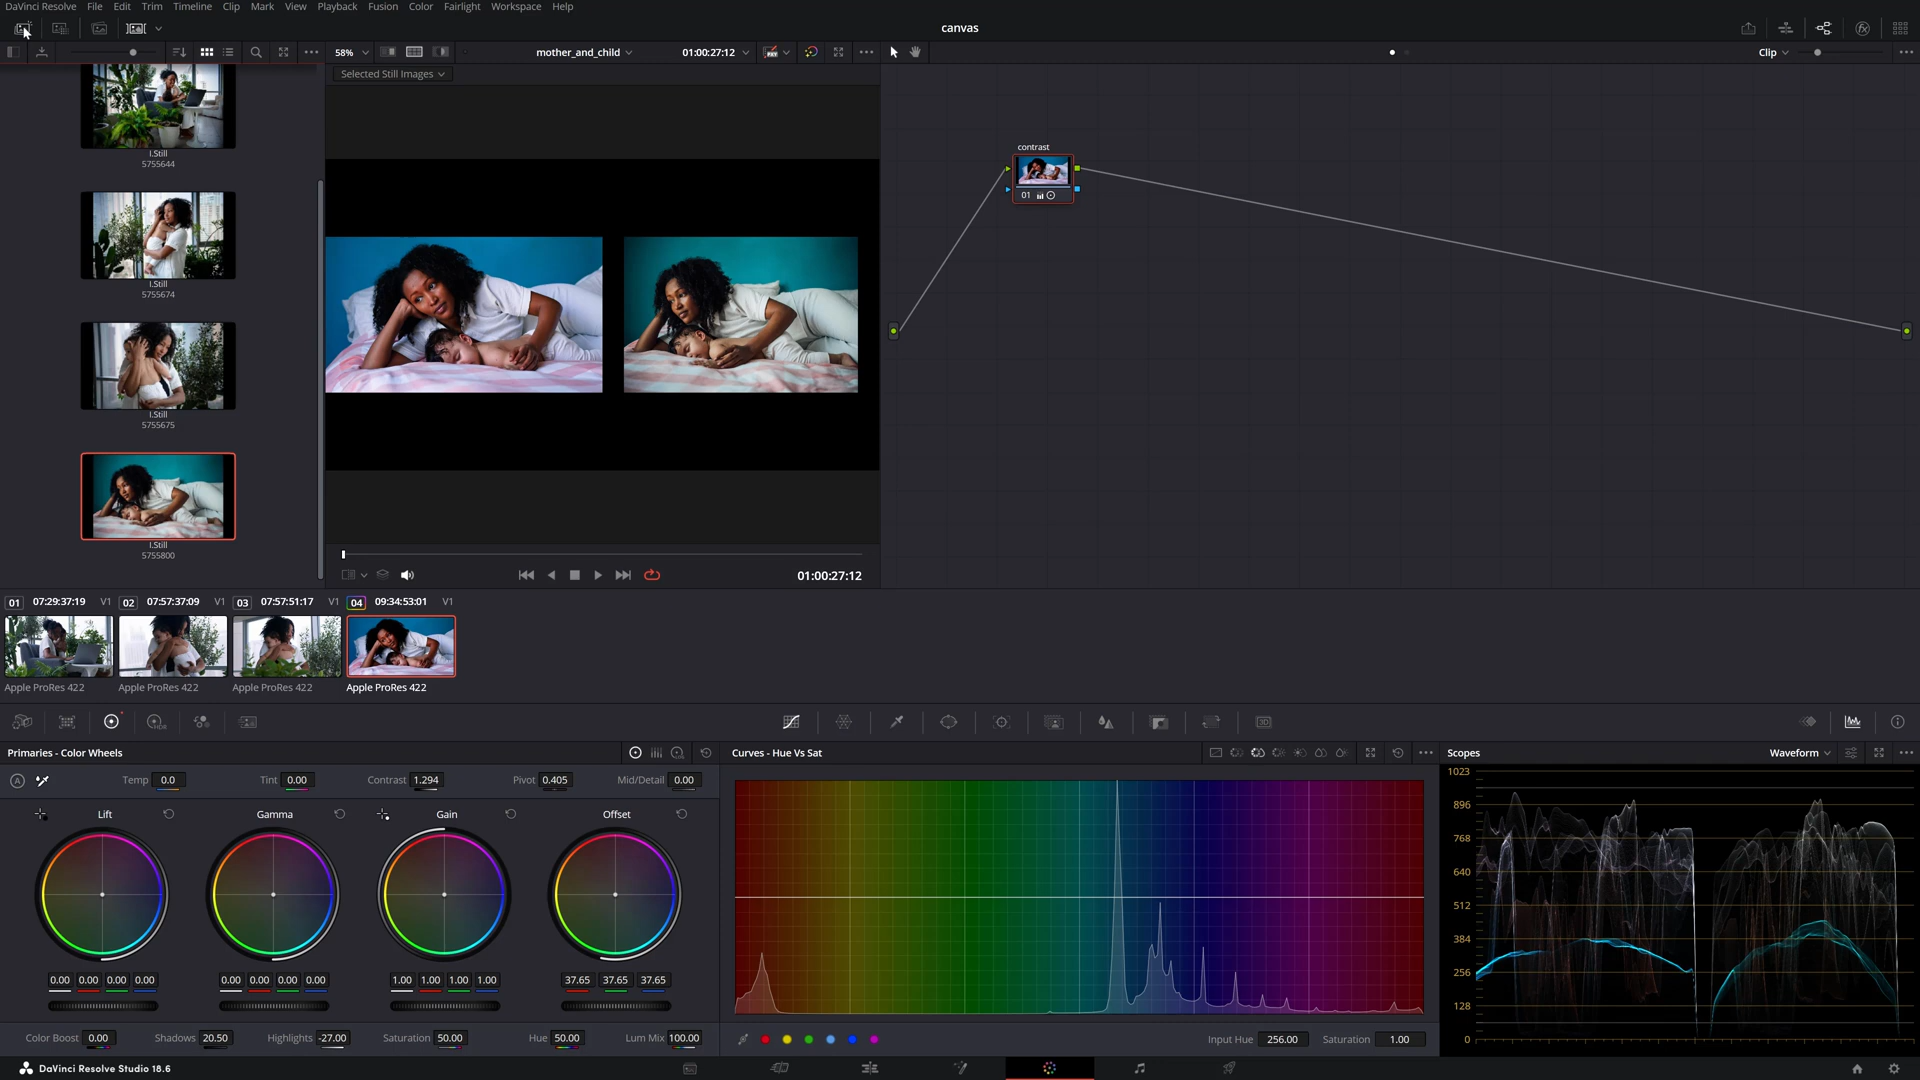 DaVinci Resolve File Edit Trim Timeline Clip Mark View Playback Fusion Color Fairlight Workspace Help
canvas
58% mother_and_child 01:00:27:12 Clip
Selected Still Images
I.Still
5755644
I.Still
5755674
I.Still
5755675
I.Still
5755800
contrast
01
01:00:27:12
01 07:29:37:19 V1 02 07:57:37:09 V1 03 07:57:51:17 V1 04 09:34:53:01 V1
Apple ProRes 422 Apple ProRes 422 Apple ProRes 422 Apple ProRes 422
HDR 3D
Primaries - Color Wheels
Temp 0.0 Tint 0.00 Contrast 1.294 Pivot 0.405 Mid/Detail 0.00
A
Lift Gamma Gain Offset
0.00 0.00 0.00 0.00 0.00 0.00 0.00 0.00 1.00 1.00 1.00 1.00 37.65 37.65 37.65
Color Boost 0.00 Shadows 20.50 Highlights -27.00 Saturation 50.00 Hue 50.00 Lum Mix 100.00
Curves - Hue Vs Sat
Input Hue 256.00 Saturation 1.00
Scopes Waveform
1023
896
768
640
512
384
256
128
0
DaVinci Resolve Studio 18.6